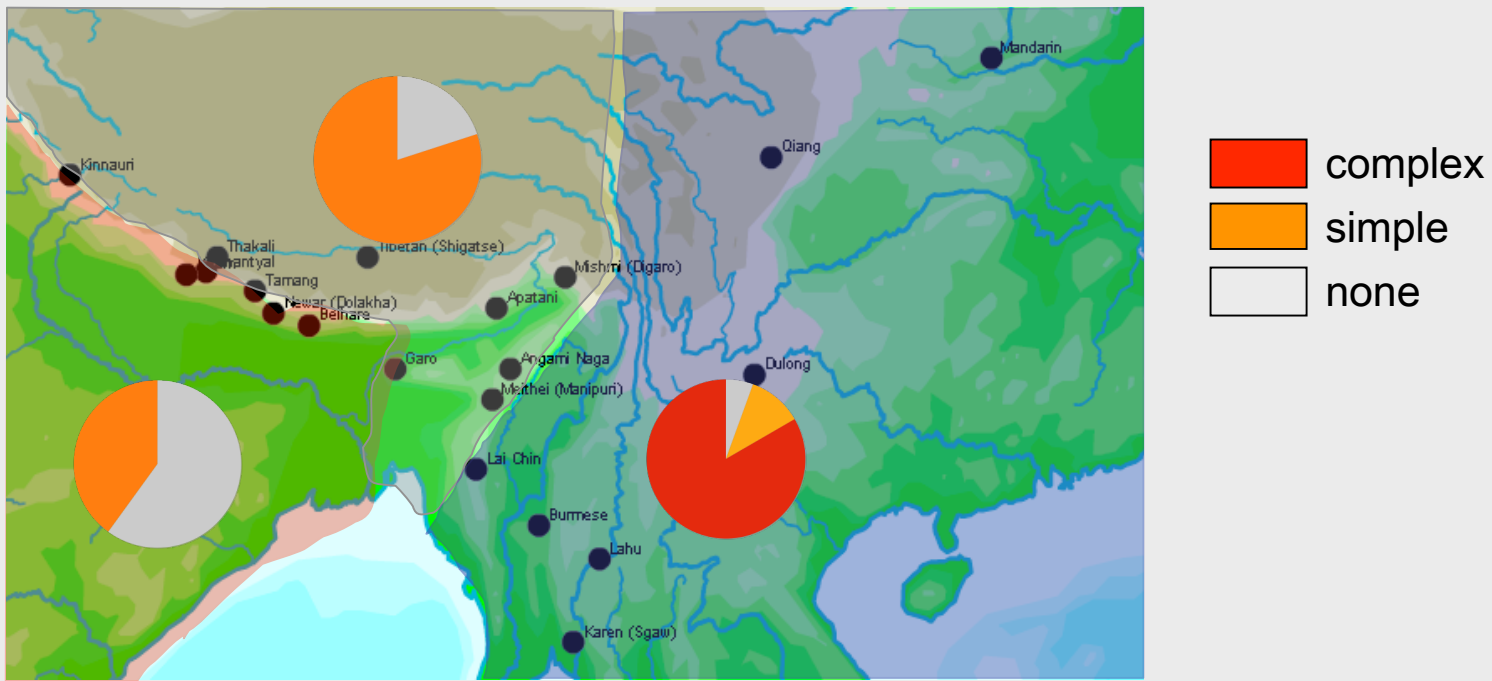 Mandarin
Qiang
Kinnauri
Thakali
Tibetan (Shigatse)
Mishmi (Digaro)
Tamang
Apatani
Newar (Dolakha)
Belhare
Garo
Angami Naga
Dulong
Meithei (Manipuri)
Lai Chin
Burmese
Lahu
Karen (Sgaw)
complex
simple
none